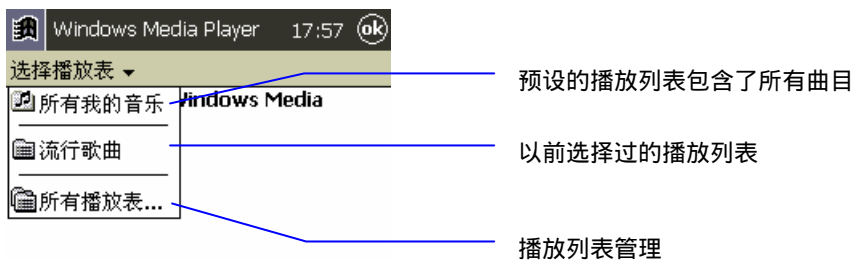 Windows Media Player 17:57 ok
选择播放表
所有我的音乐
Windows Media
流行歌曲
所有播放表...
预设的播放列表包含了所有曲目
以前选择过的播放列表
播放列表管理